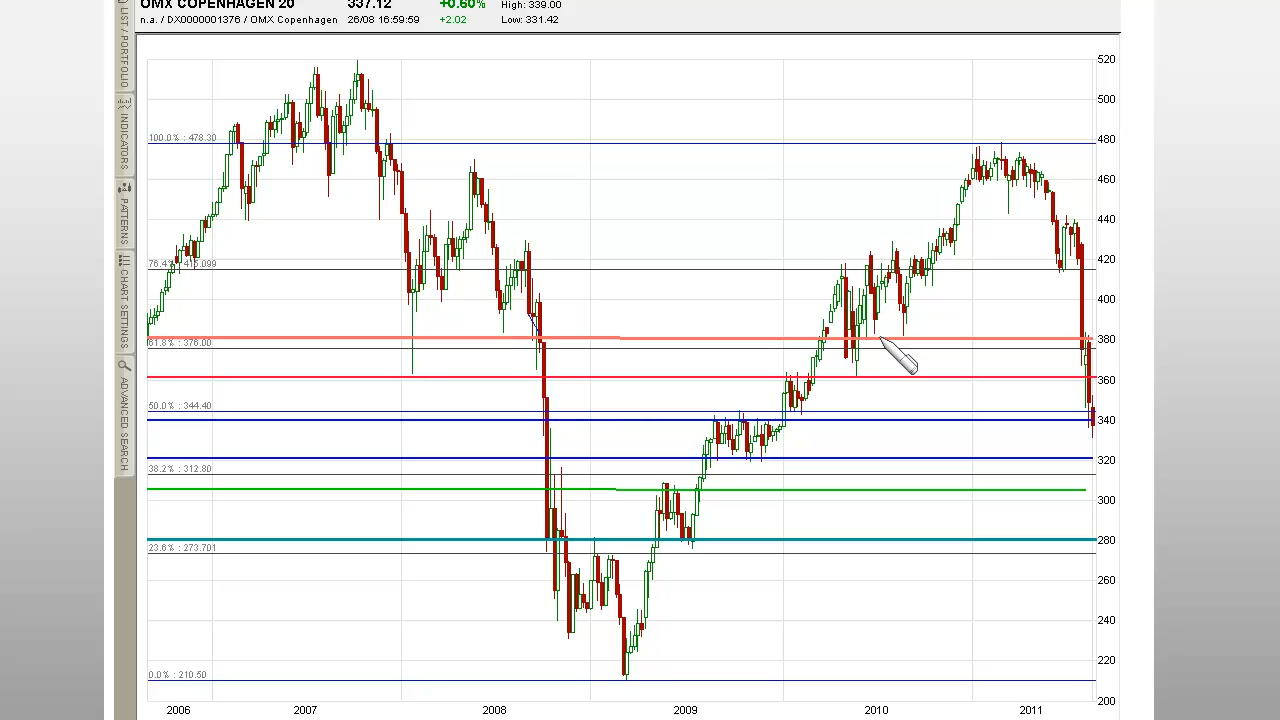 OMX COPENHAGEN 20 337.12 +0.60% High: 339.20
n.a. / DX0000001376 / OMX Copenhagen 26/08 16:59:59 +2.02 Low: 331.42
LIST / PORTFOLIO
INDICATORS
PATTERNS
CHART SETTINGS
ADVANCED SEARCH
520
500
100.0% : 478.30
480
460
440
76.4% : 415.099
420
400
61.8% : 376.00
380
360
50.0% : 344.40
340
38.2% : 312.80
320
300
23.6% : 273.701
280
260
240
0.0% : 210.50
220
200
2006 2007 2008 2009 2010 2011